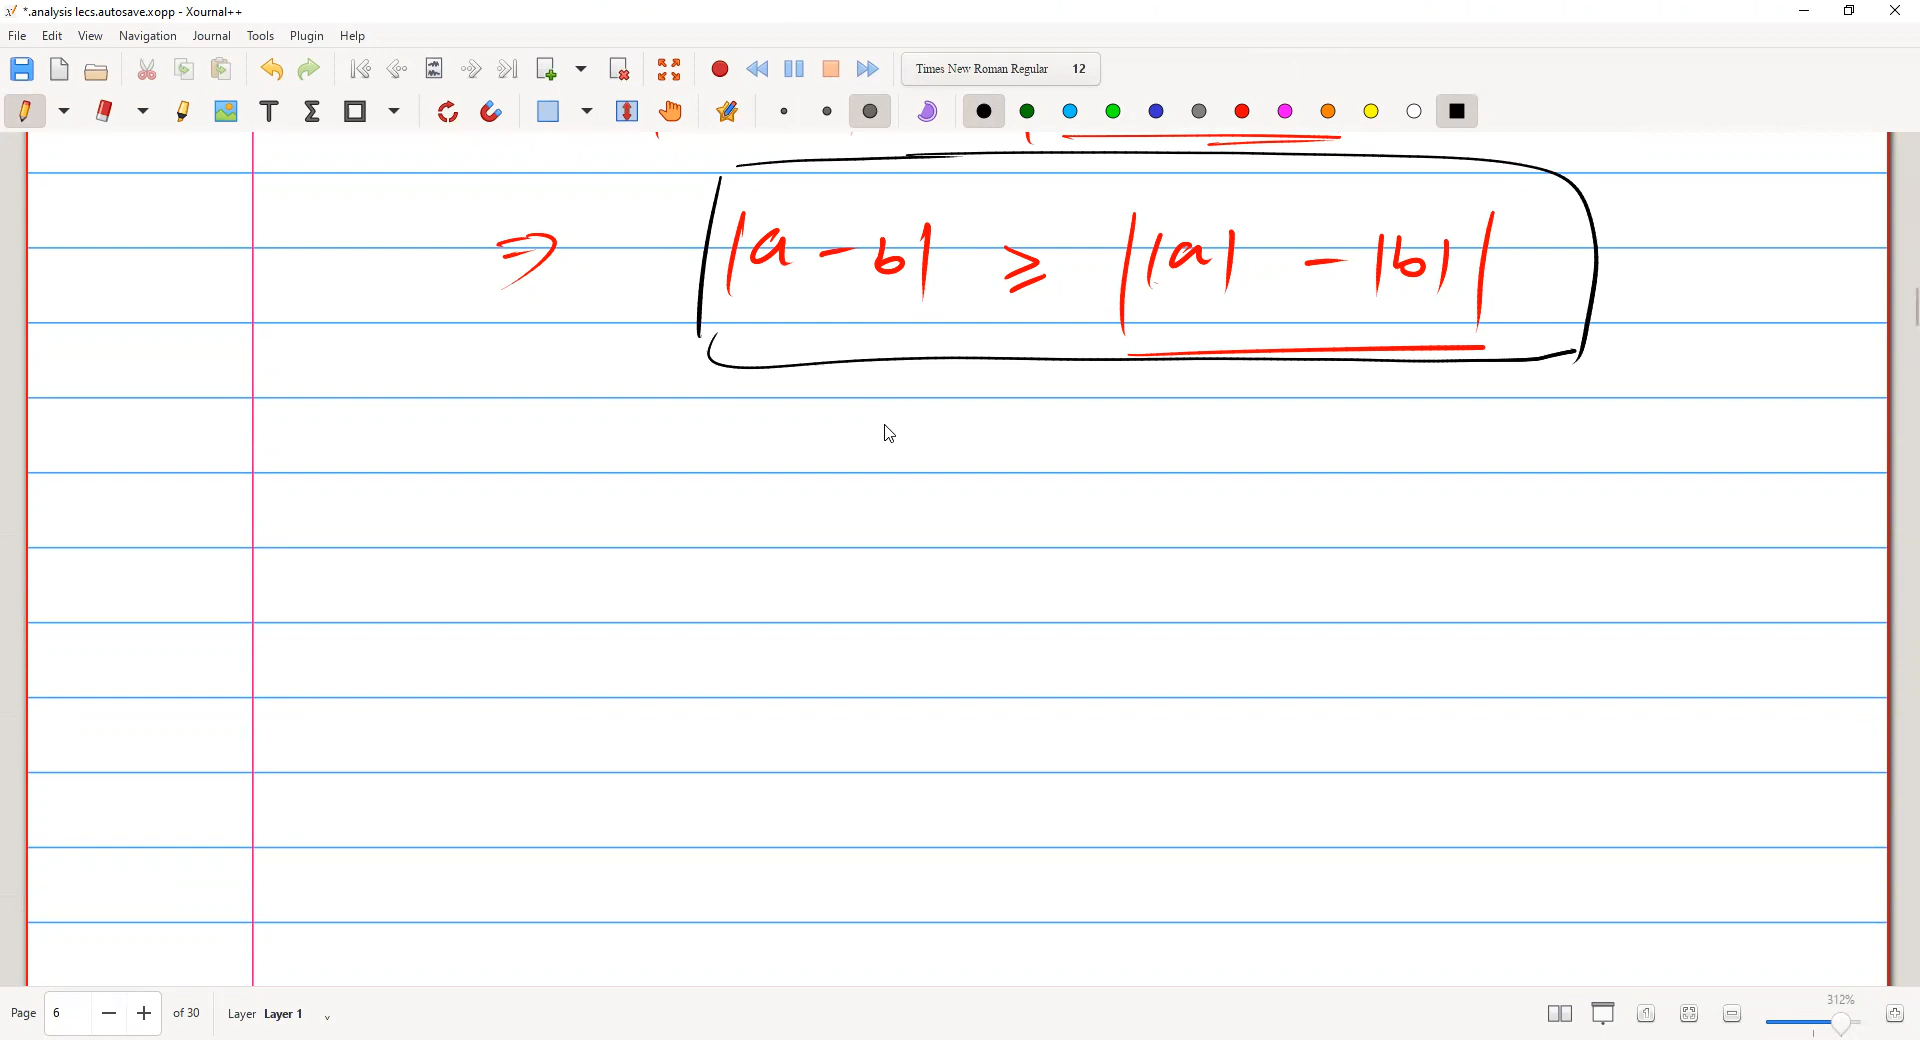 *.analysis lecs.autosave.xopp - Xournal++
File Edit View Navigation Journal Tools Plugin Help
Times New Roman Regular 12
⇒ |a - b| ≥ ||a| - |b||
Page 6 of 30 Layer Layer 1 312%